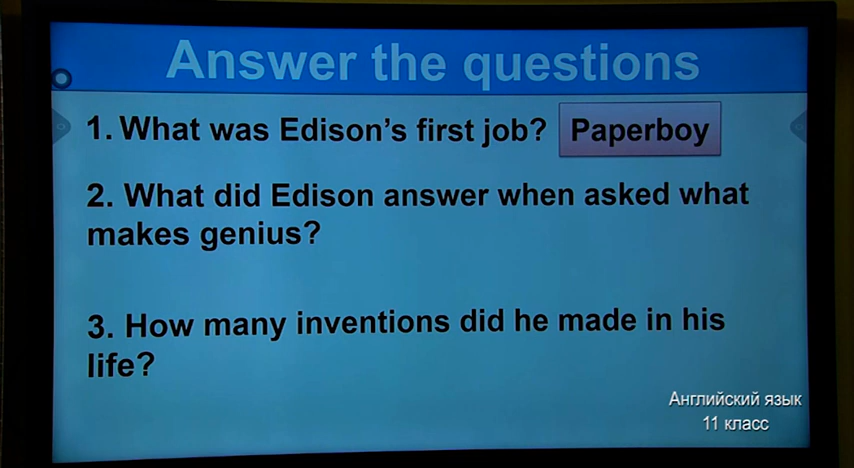 Answer the questions
1. What was Edison's first job? Paperboy
2. What did Edison answer when asked what
makes genius?
3. How many inventions did he made in his
life?
Английский язык
11 класс